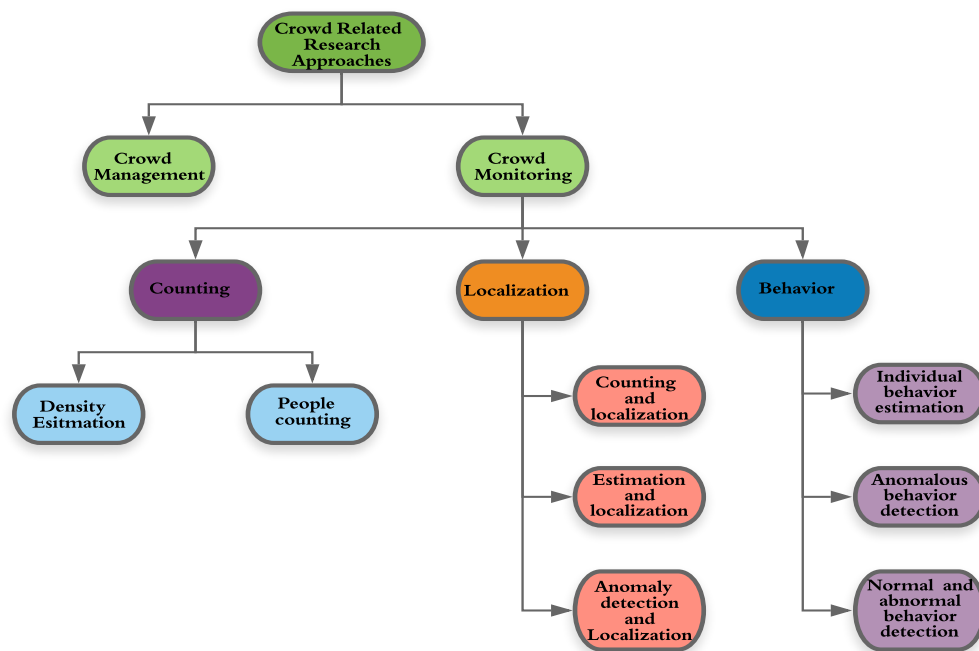 Crowd Related
Research
Approaches
Crowd
Management
Crowd
Monitoring
Counting
Localization
Behavior
Density
Esitmation
People
counting
Counting
and
localization
Individual
behavior
estimation
Estimation
and
localization
Anomalous
behavior
detection
Anomaly
detection
and
Localization
Normal and
abnormal
behavior
detection